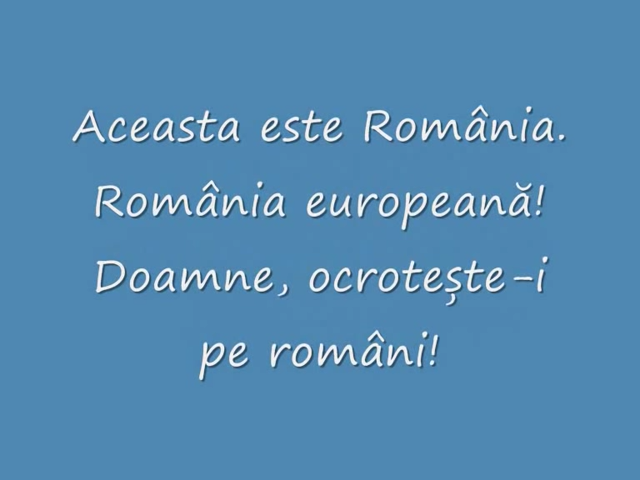 Aceasta este România.
România europeană!
Doamne, ocrotește-i
pe români!